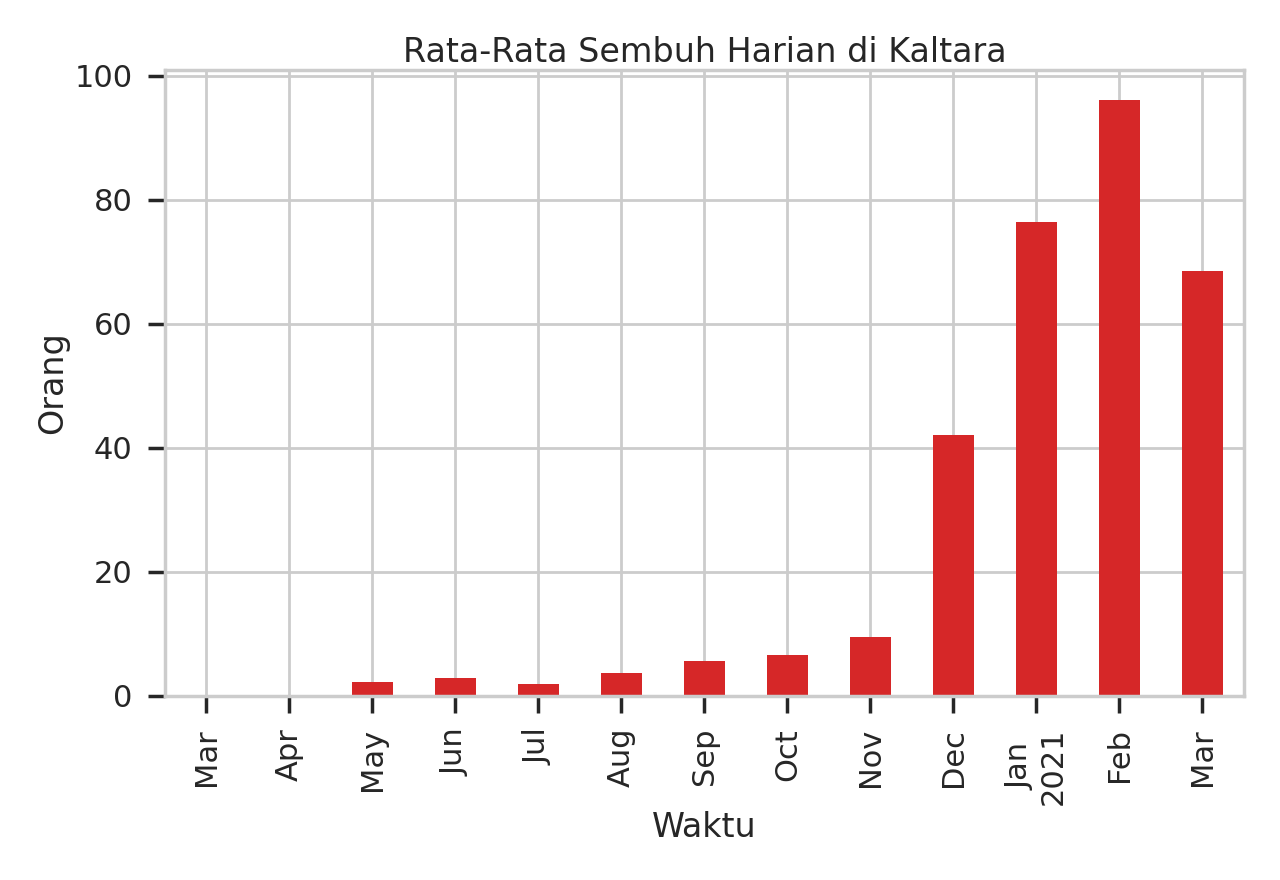 Rata-Rata Sembuh Harian di Kaltara
100
80
60
40
20
0
Orang
Mar
Apr
May
Jun
Jul
Aug
Sep
Oct
Nov
Dec
Jan
2021
Feb
Mar
Waktu